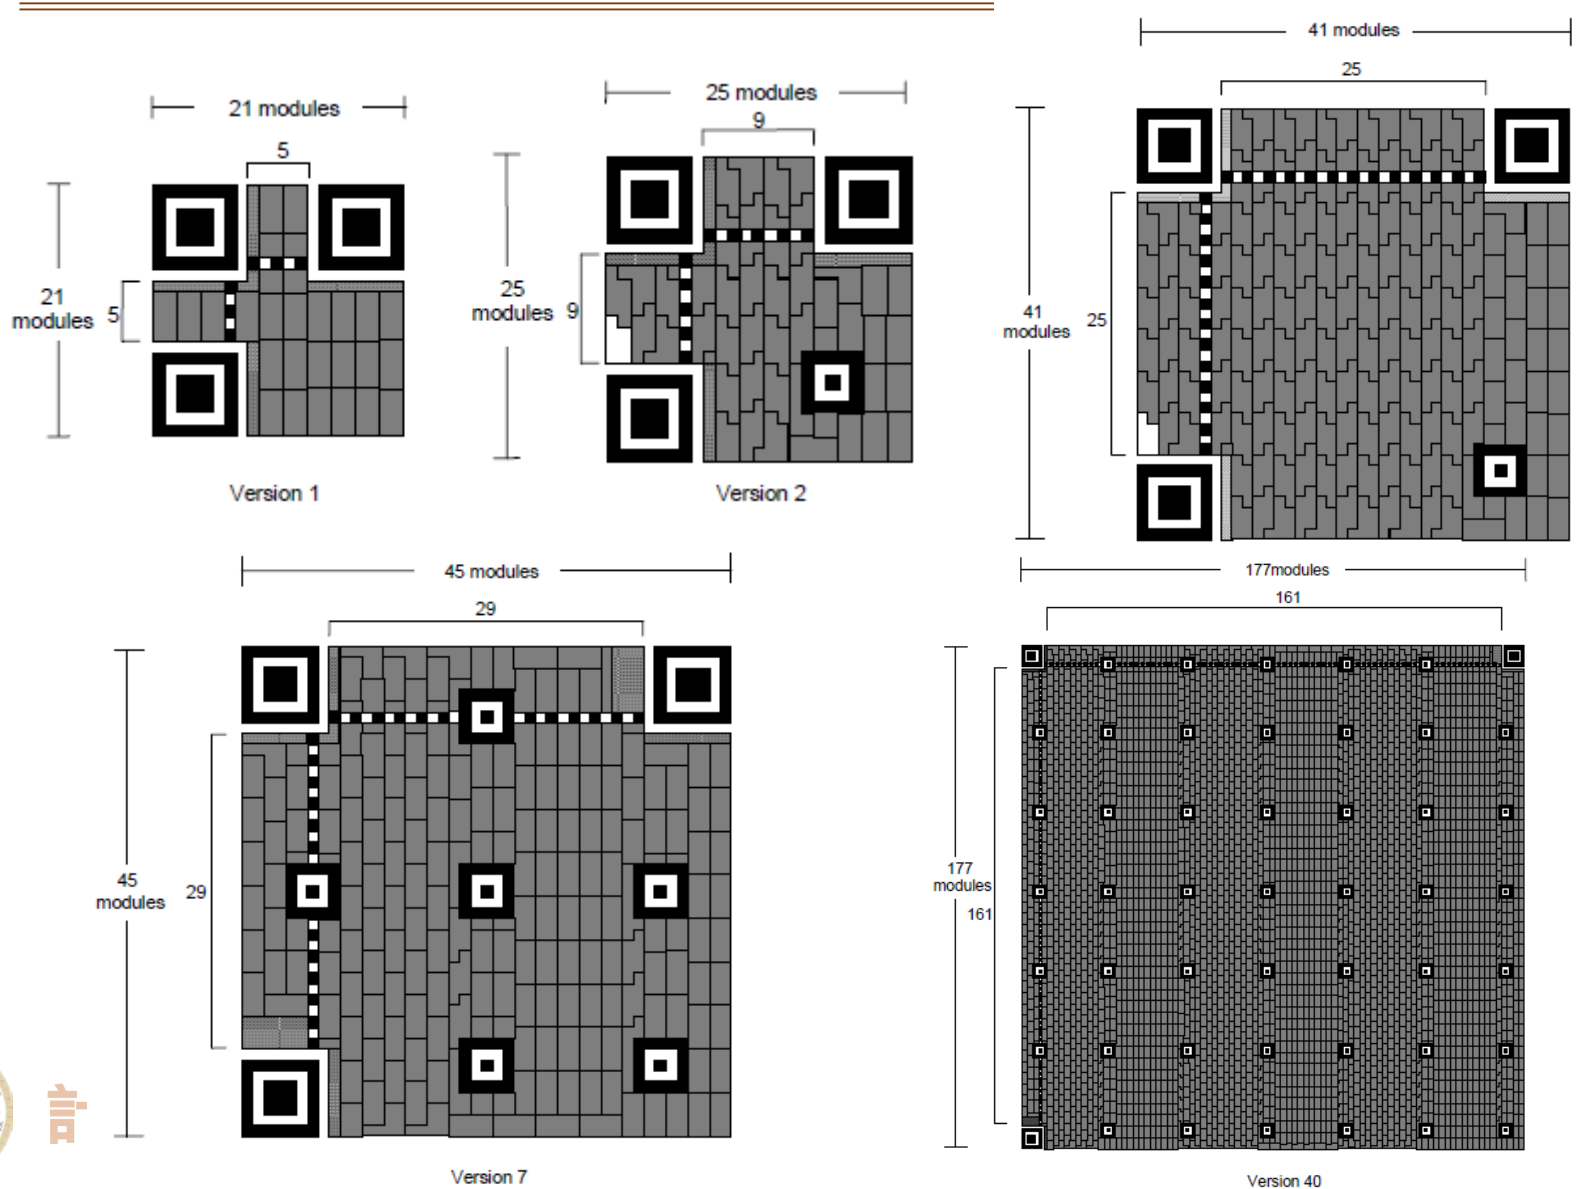 21 modules
5
21
modules
5
Version 1
25 modules
9
25
modules
9
Version 2
41 modules
25
41
modules
25
45 modules
29
45
modules
29
Version 7
177modules
161
177
modules
161
Version 40
言